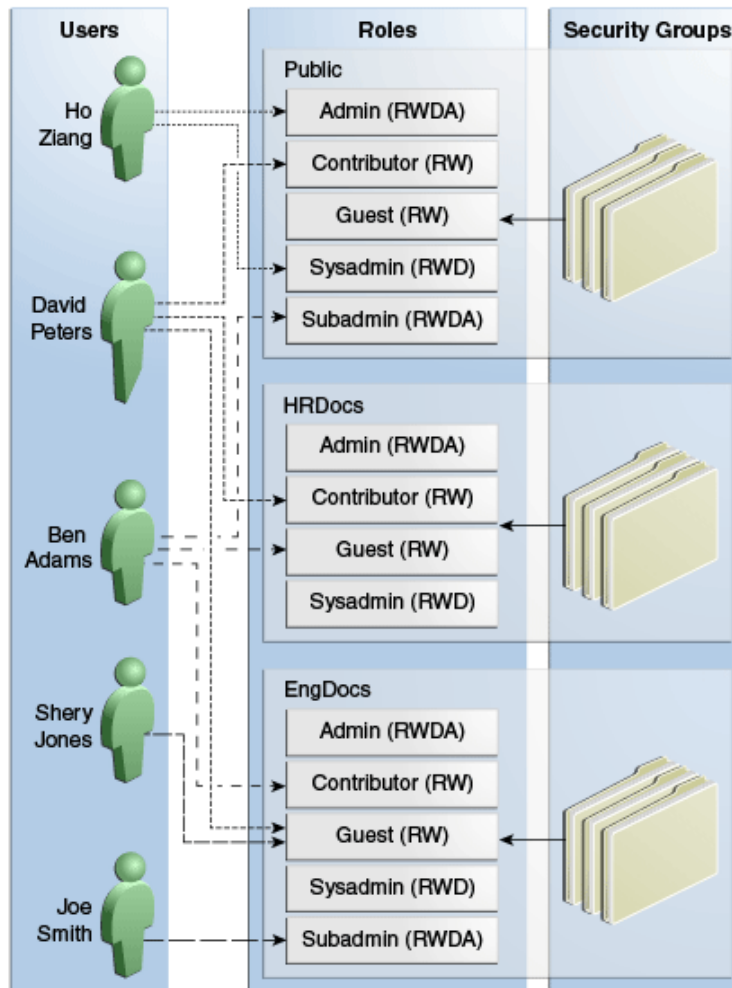 Users
Roles
Security Groups
Ho
Ziang
David
Peters
Ben
Adams
Shery
Jones
Joe
Smith
Public
Admin (RWDA)
Contributor (RW)
Guest (RW)
Sysadmin (RWD)
Subadmin (RWDA)
HRDocs
Admin (RWDA)
Contributor (RW)
Guest (RW)
Sysadmin (RWD)
EngDocs
Admin (RWDA)
Contributor (RW)
Guest (RW)
Sysadmin (RWD)
Subadmin (RWDA)